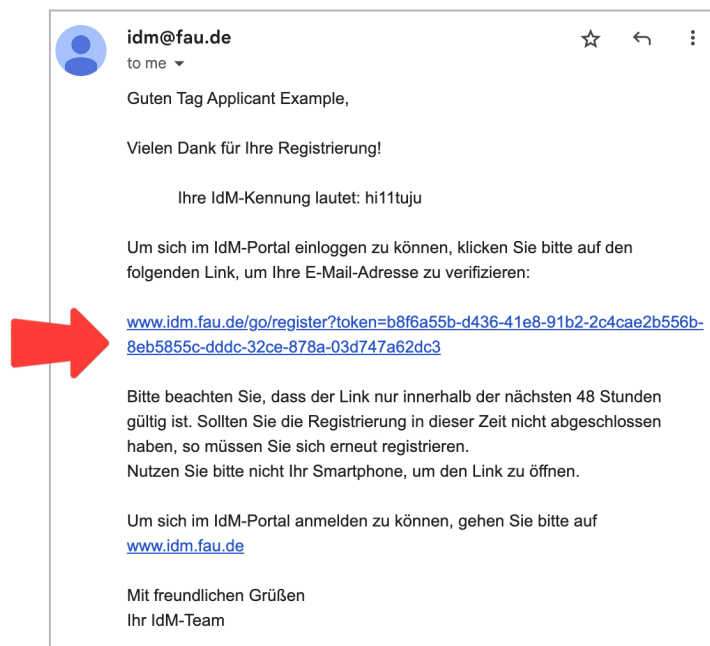 idm@fau.de
to me
Guten Tag Applicant Example,
Vielen Dank für Ihre Registrierung!
Ihre IdM-Kennung lautet: hi11tuju
Um sich im IdM-Portal einloggen zu können, klicken Sie bitte auf den
folgenden Link, um Ihre E-Mail-Adresse zu verifizieren:
www.idm.fau.de/go/register?token=b8f6a55b-d436-41e8-91b2-2c4cae2b556b-
8eb5855c-dddc-32ce-878a-03d747a62dc3
Bitte beachten Sie, dass der Link nur innerhalb der nächsten 48 Stunden
gültig ist. Sollten Sie die Registrierung in dieser Zeit nicht abgeschlossen
haben, so müssen Sie sich erneut registrieren.
Nutzen Sie bitte nicht Ihr Smartphone, um den Link zu öffnen.
Um sich im IdM-Portal anmelden zu können, gehen Sie bitte auf
www.idm.fau.de
Mit freundlichen Grüßen
Ihr IdM-Team